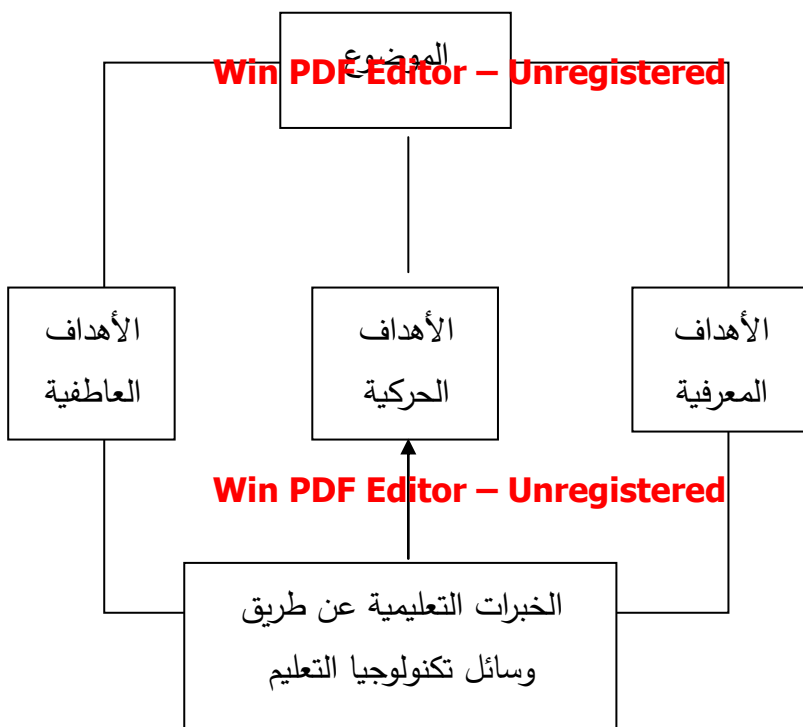 الموضوع
Win PDF Editor – Unregistered
الأهداف
المعرفية
الأهداف
الحركية
الأهداف
العاطفية
Win PDF Editor – Unregistered
الخبرات التعليمية عن طريق
وسائل تكنولوجيا التعليم